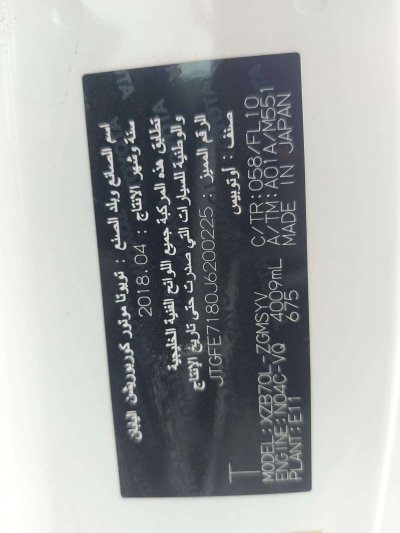 اسم الصانع وبلد الصنع : تويوتا موتور كوربوريشن اليابان
سنة وشهر الانتاج : 2018.04
تطابق هذه المركبة جميع اللوائح الفنية الخليجية
والوطنية للسيارات التي صدرت حتى تاريخ الإنتاج
الرقم المميز : JTGFE7180J6200225
صنف : أوتوبيس
T
MODEL:XZB70L-ZGMSYV C/TR:058/FL10
ENGINE:N04C-VQ 4009mL A/TM:A01A/M551
PLANT:E11 675 MADE IN JAPAN